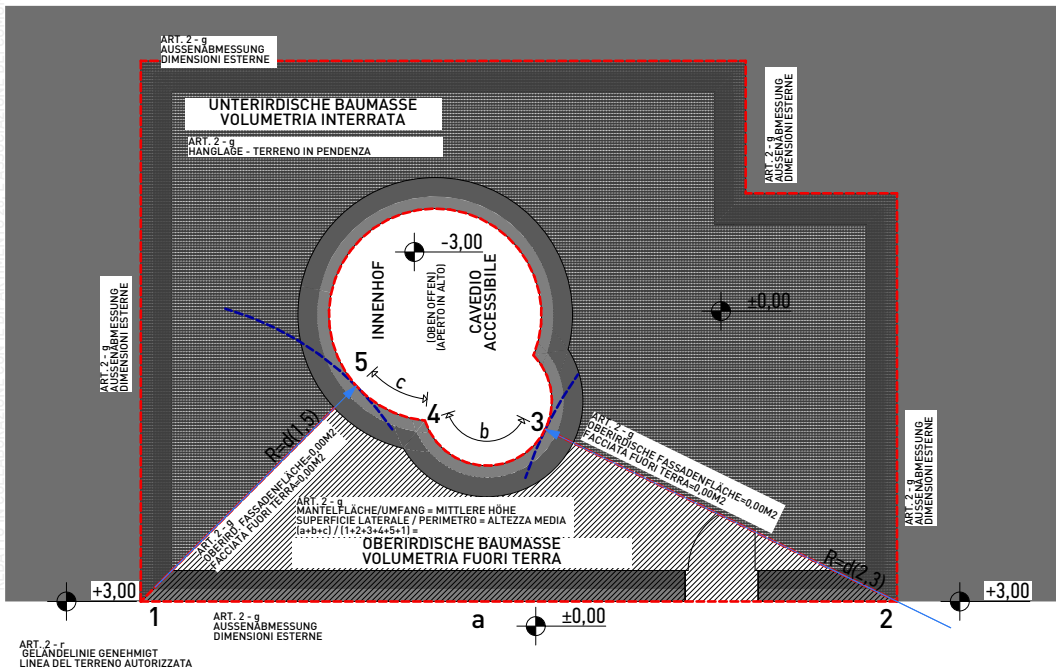 ART. 2 - g
AUSSENABMESSUNG
DIMENSIONI ESTERNE
ART. 2 - g
AUSSENABMESSUNG
DIMENSIONI ESTERNE
UNTERIRDISCHE BAUMASSE
VOLUMETRIA INTERRATA
ART. 2 - g
HANGLAGE - TERRENO IN PENDENZA
-3,00
INNENHOF
(OBEN OFFEN)
(APERTO IN ALTO)
CAVEDIO
ACCESSIBILE
±0,00
ART. 2 - g
AUSSENABMESSUNG
DIMENSIONI ESTERNE
5
c
4
b
3
R=d(1,5)
ART. 2 - g
OBERIRD. FASSADENFLÄCHE=0,00M2
FACCIATA FUORI TERRA=0,00M2
ART. 2 - g
OBERIRDISCHE FASSADENFLÄCHE=0,00M2
FACCIATA FUORI TERRA=0,00M2
ART. 2 - g
AUSSENABMESSUNG
DIMENSIONI ESTERNE
ART. 2 - g
MANTELFLÄCHE/UMFANG = MITTLERE HÖHE
SUPERFICIE LATERALE / PERIMETRO = ALTEZZA MEDIA
(a+b+c) / (1+2+3+4+5+1) =
OBERIRDISCHE BAUMASSE
VOLUMETRIA FUORI TERRA
R=d(2,3)
+3,00
+3,00
1
ART. 2 - g
AUSSENABMESSUNG
DIMENSIONI ESTERNE
a
±0,00
2
ART. 2 - r
GELÄNDELINIE GENEHMIGT
LINEA DEL TERRENO AUTORIZZATA